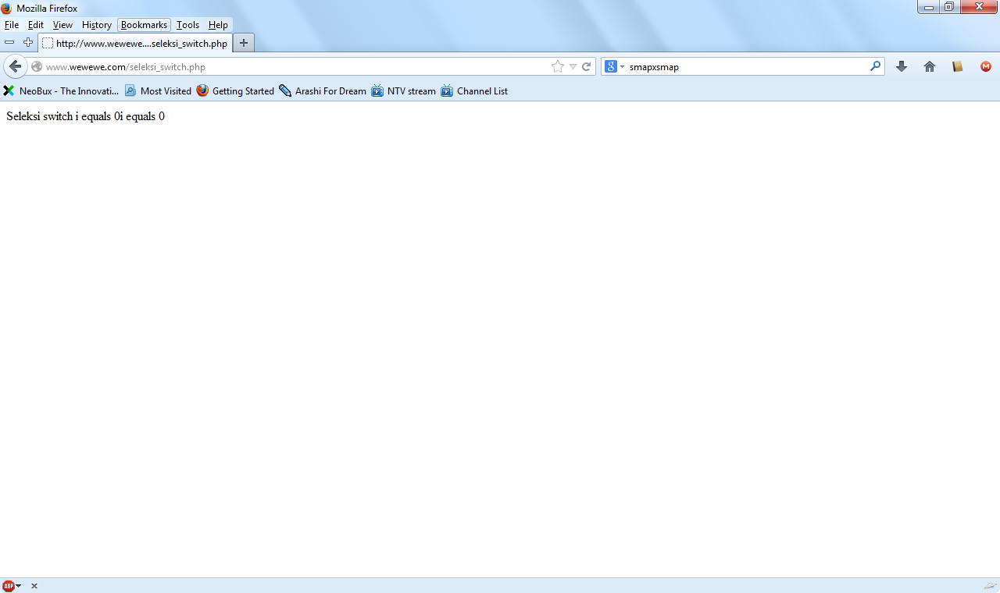 Mozilla Firefox
File Edit View History Bookmarks Tools Help
http://www.wewewe....seleksi_switch.php
www.wewewe.com/seleksi_switch.php
8 smapxsmap
M
NeoBux - The Innovati... Most Visited Getting Started Arashi For Dream NTV stream Channel List
Seleksi switch i equals 0i equals 0
ABP